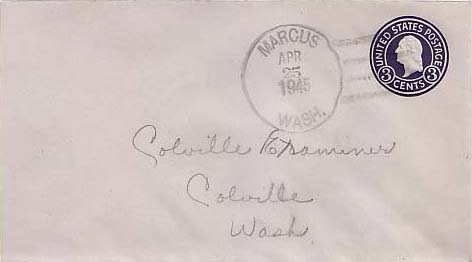 MARCUS
APR
25
1945
WASH.
UNITED STATES POSTAGE
3 CENTS 3
Colville Examiner
Colville
Wash